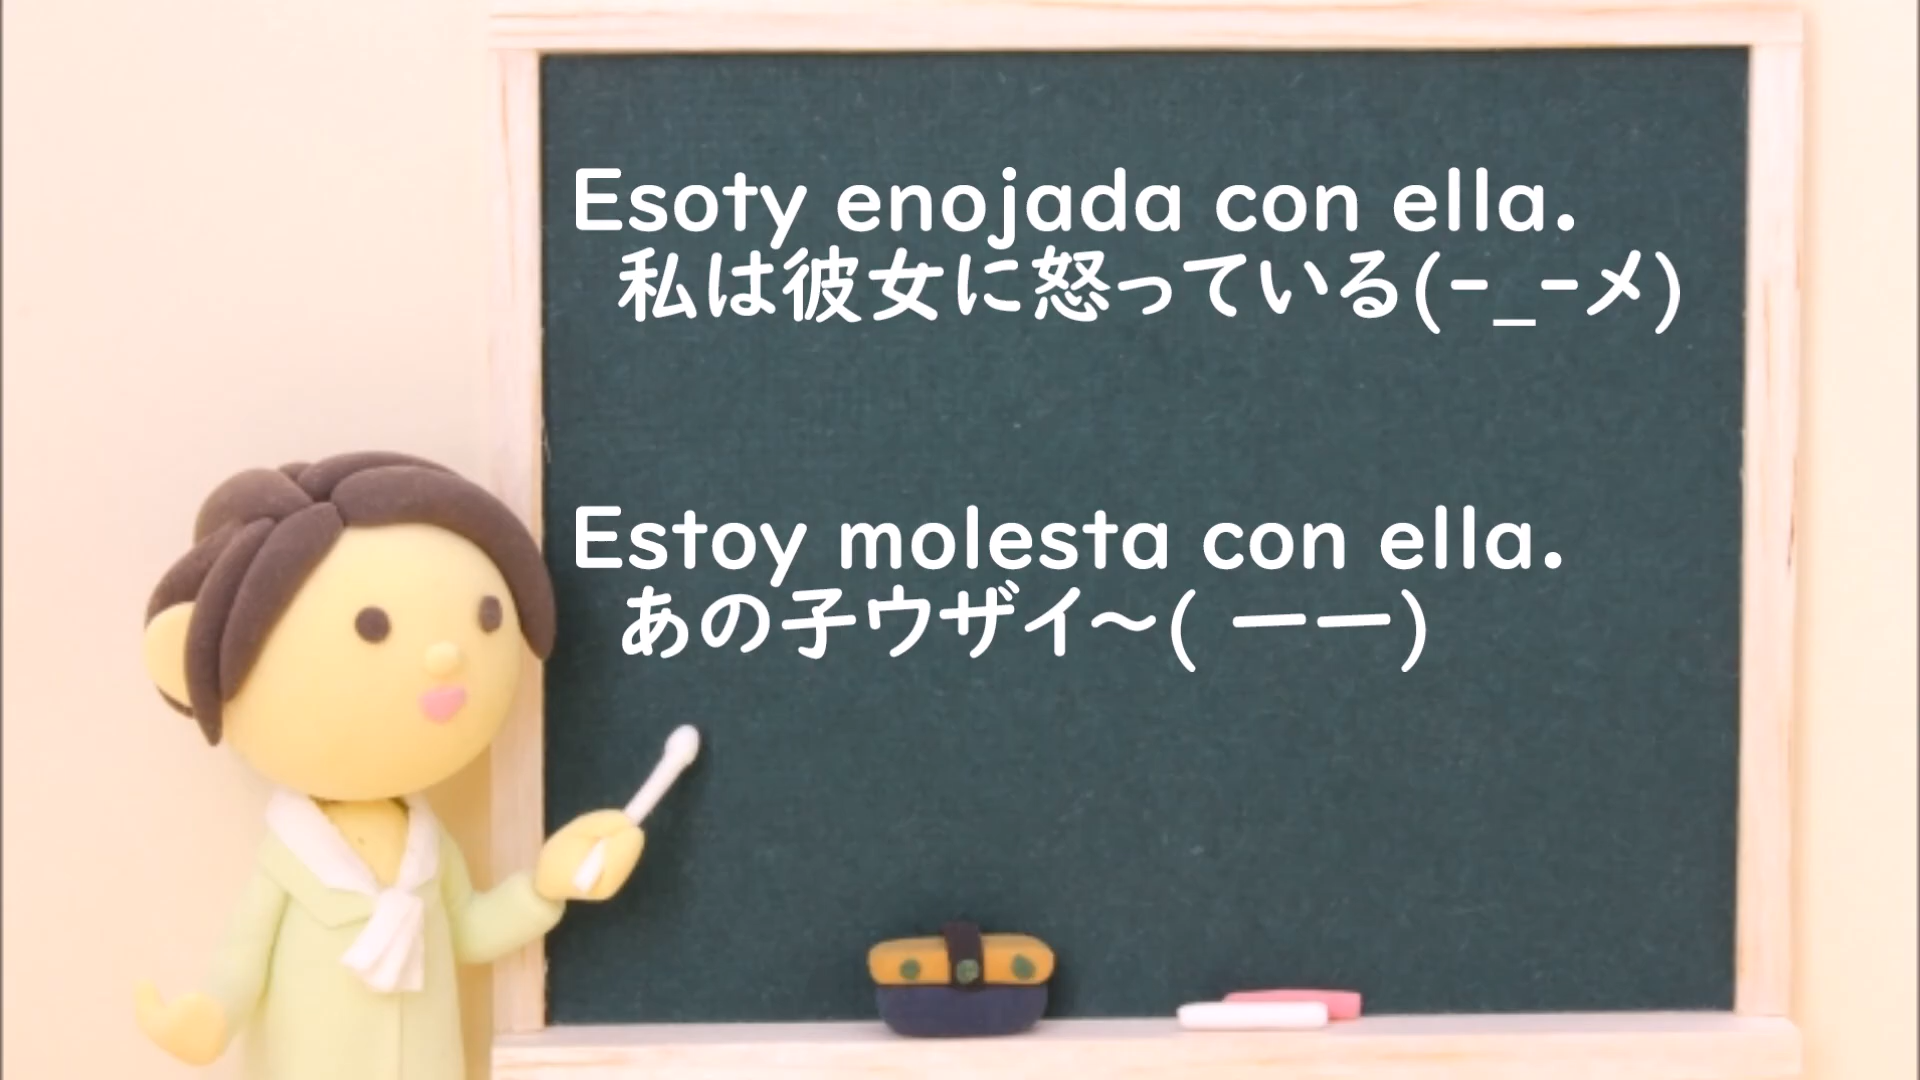 Esoty enojada con ella.
私は彼女に怒っている(-_-メ)
Estoy molesta con ella.
あの子ウザイ～( ーー)